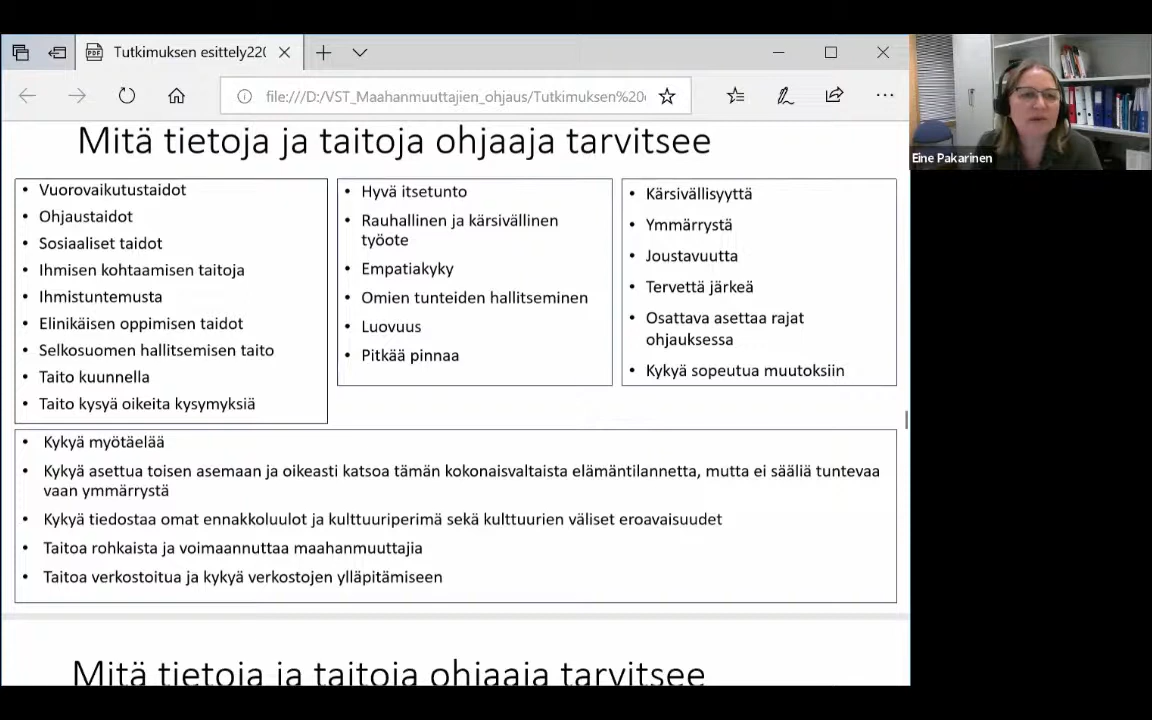 Tutkimuksen esittely220
file:///D:/VST_Maahanmuuttajien_ohjaus/Tutkimuksen%20
Eine Pakarinen
Mitä tietoja ja taitoja ohjaaja tarvitsee
• Vuorovaikutustaidot
• Ohjaustaidot
• Sosiaaliset taidot
• Ihmisen kohtaamisen taitoja
• Ihmistuntemusta
• Elinikäisen oppimisen taidot
• Selkosuomen hallitsemisen taito
• Taito kuunnella
• Taito kysyä oikeita kysymyksiä
• Hyvä itsetunto
• Rauhallinen ja kärsivällinen
työote
• Empatiakyky
• Omien tunteiden hallitseminen
• Luovuus
• Pitkää pinnaa
• Kärsivällisyyttä
• Ymmärrystä
• Joustavuutta
• Tervettä järkeä
• Osattava asettaa rajat
ohjauksessa
• Kykyä sopeutua muutoksiin
• Kykyä myötäelää
• Kykyä asettua toisen asemaan ja oikeasti katsoa tämän kokonaisvaltaista elämäntilannetta, mutta ei sääliä tuntevaa
vaan ymmärrystä
• Kykyä tiedostaa omat ennakkoluulot ja kulttuuriperimä sekä kulttuurien väliset eroavaisuudet
• Taitoa rohkaista ja voimaannuttaa maahanmuuttajia
• Taitoa verkostoitua ja kykyä verkostojen ylläpitämiseen
Mitä tietoja ja taitoja ohjaaja tarvitsee